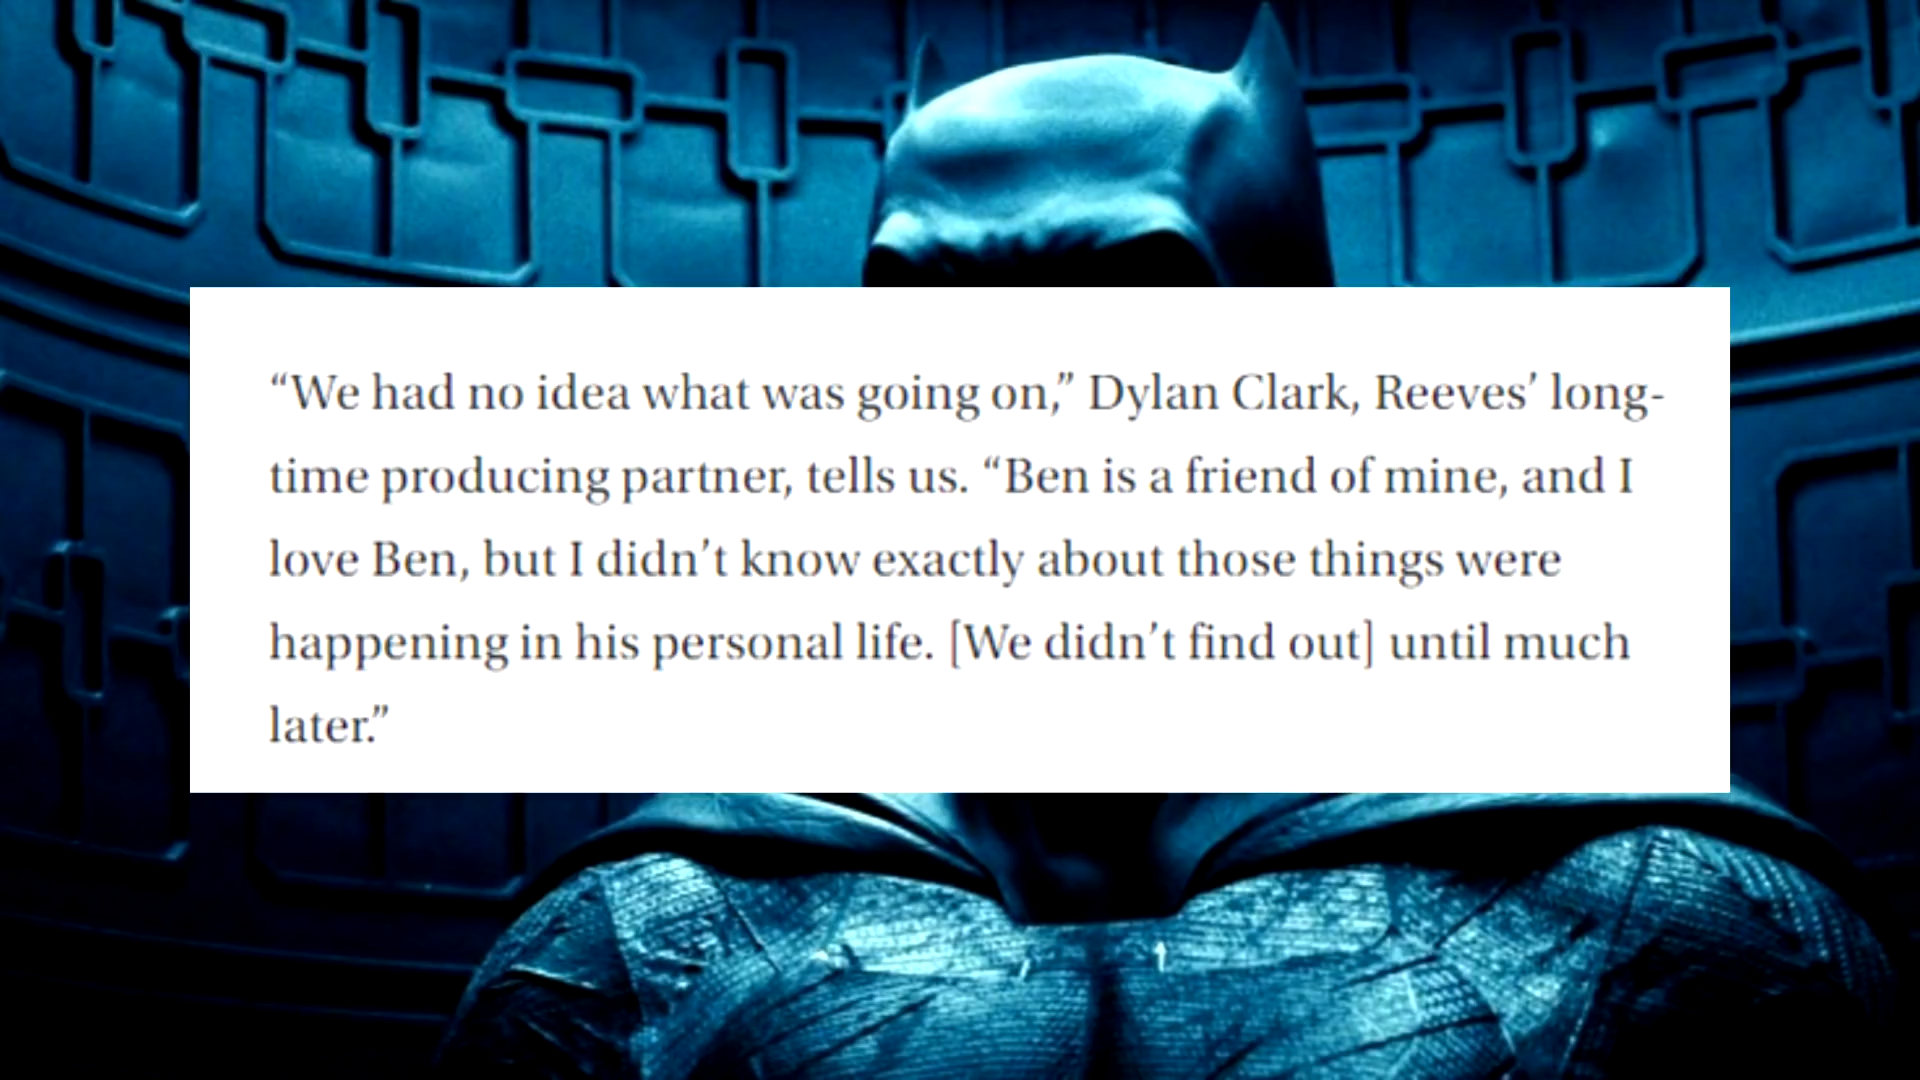 “We had no idea what was going on,” Dylan Clark, Reeves’ long-
time producing partner, tells us. “Ben is a friend of mine, and I
love Ben, but I didn’t know exactly about those things were
happening in his personal life. [We didn’t find out] until much
later.”